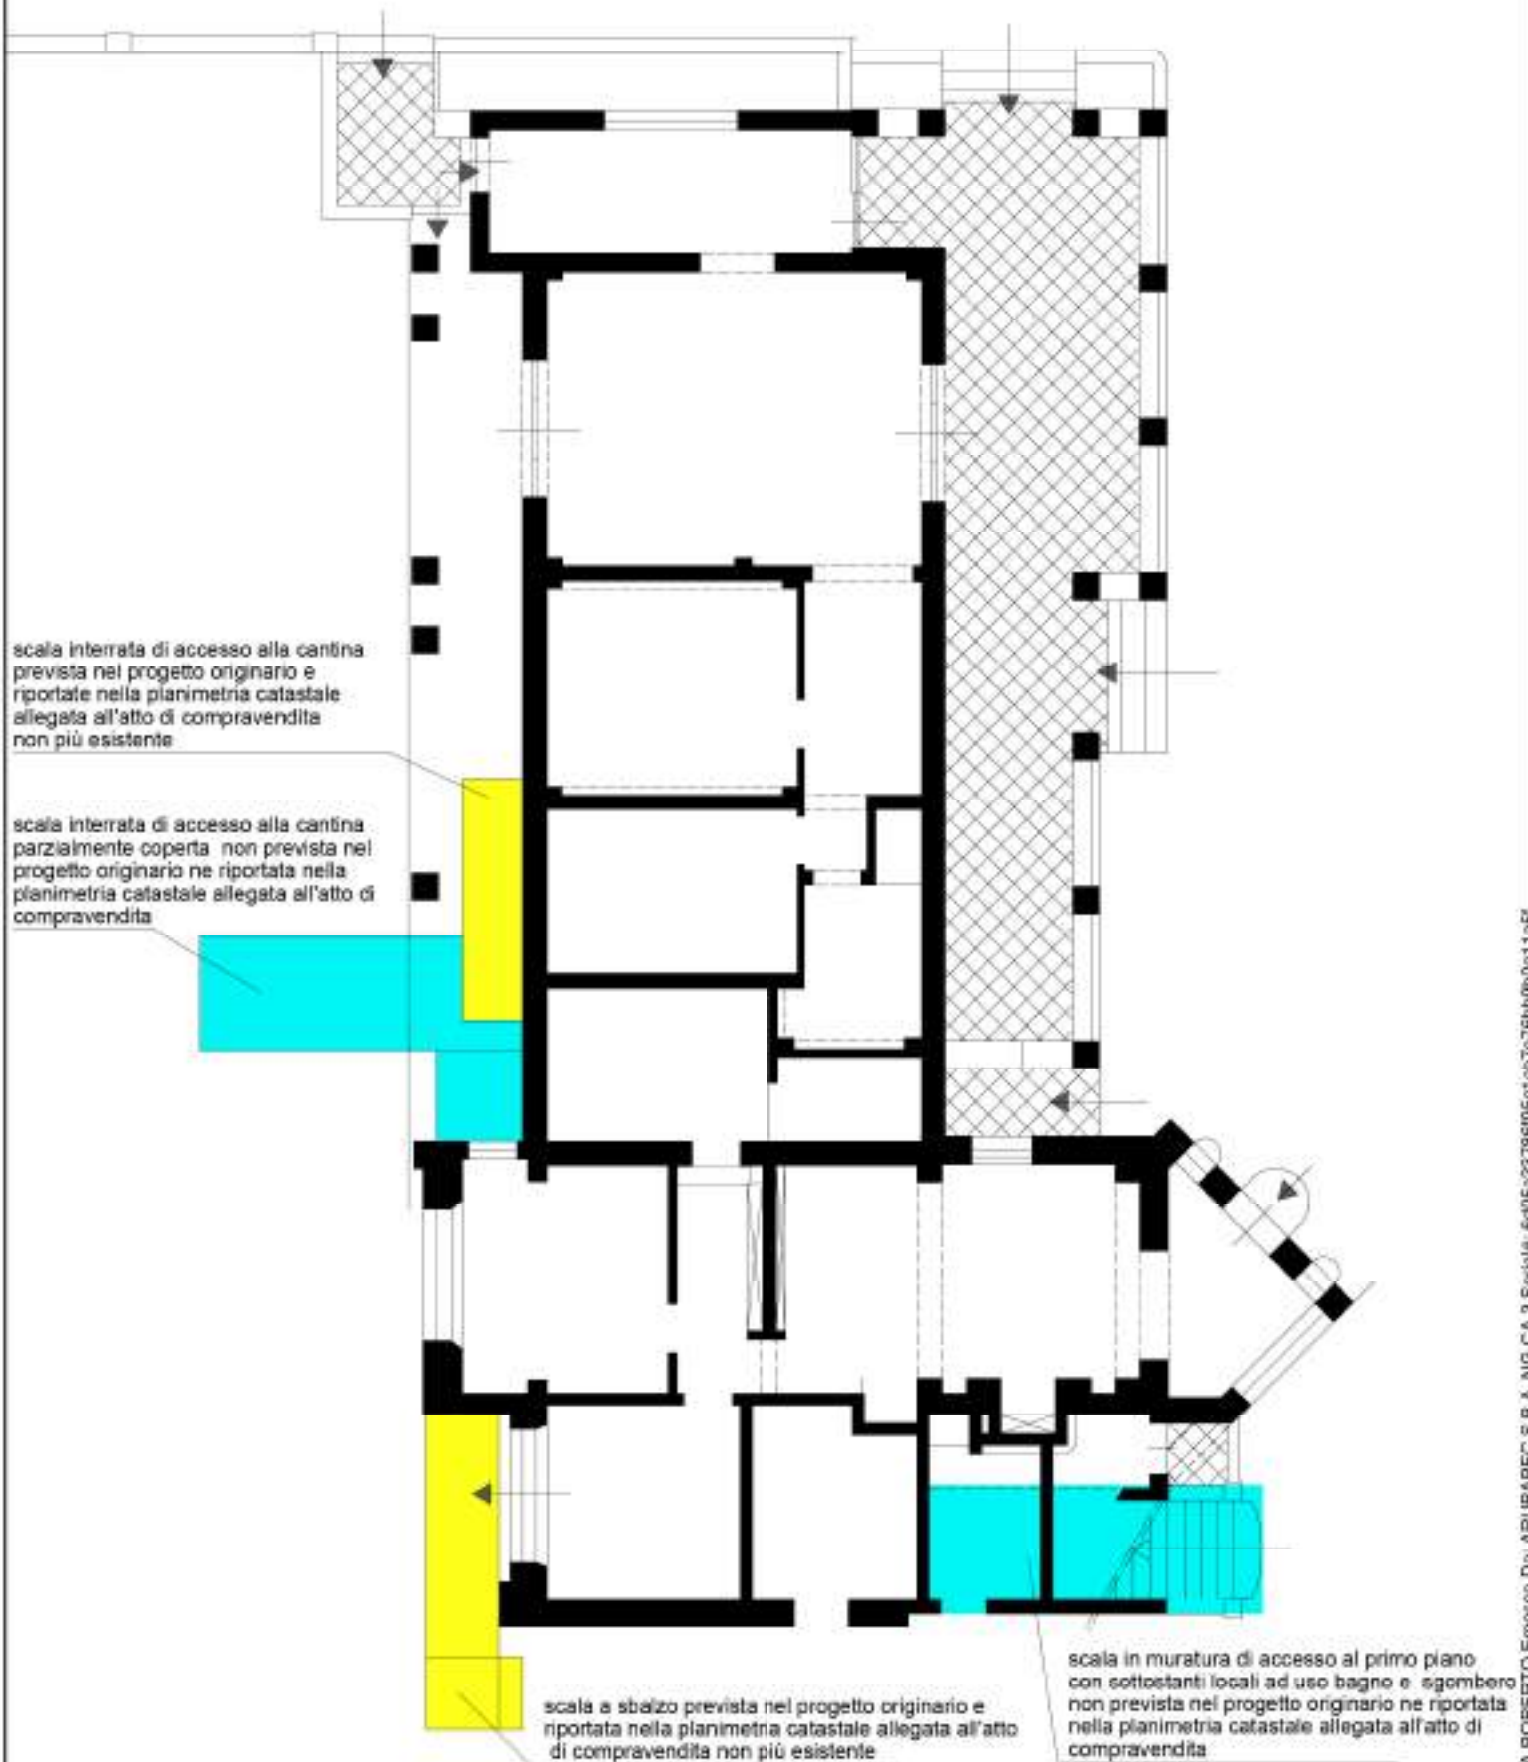 scala interrata di accesso alla cantina
prevista nel progetto originario e
riportate nella planimetria catastale
allegata all'atto di compravendita
non più esistente
scala interrata di accesso alla cantina
parzialmente coperta non prevista nel
progetto originario ne riportata nella
planimetria catastale allegata all'atto di
compravendita
scala a sbalzo prevista nel progetto originario e
riportata nella planimetria catastale allegata all'atto
di compravendita non più esistente
scala in muratura di accesso al primo piano
con sottostanti locali ad uso bagno e sgombero
non prevista nel progetto originario ne riportata
nella planimetria catastale allegata all'atto di
compravendita